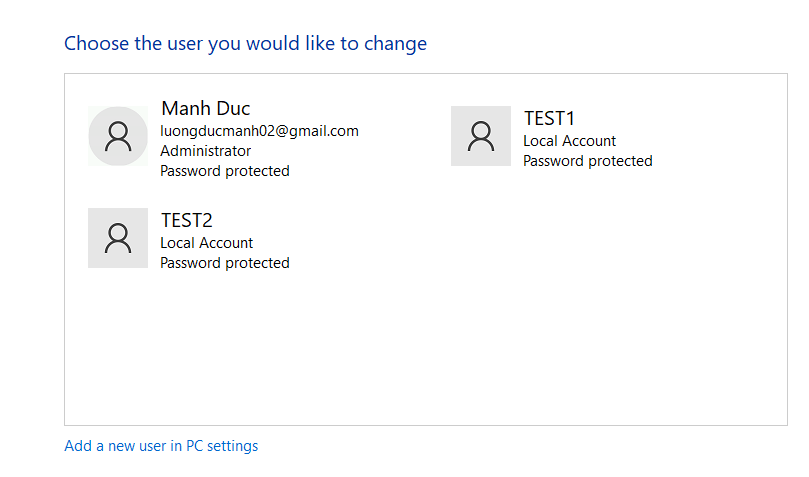 Choose the user you would like to change
Manh Duc
luongducmanh02@gmail.com
Administrator
Password protected
TEST1
Local Account
Password protected
TEST2
Local Account
Password protected
Add a new user in PC settings